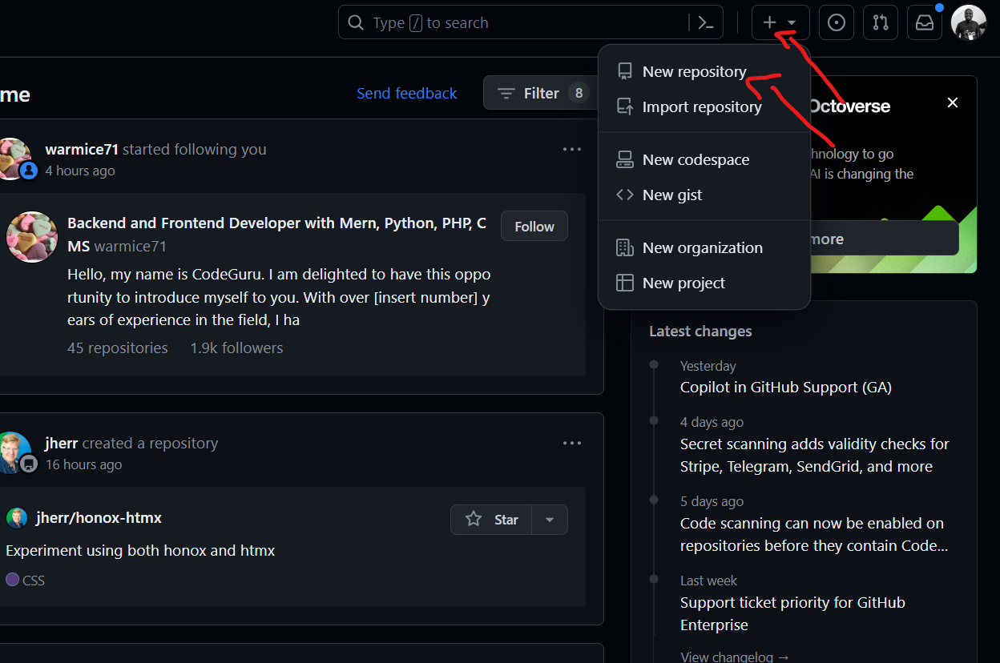 Type / to search
me
Send feedback
Filter 8
New repository
Import repository
New codespace
New gist
New organization
New project
Octoverse
hnology to go
AI is changing the
more
warmice71 started following you
4 hours ago
Backend and Frontend Developer with Mern, Python, PHP, C
MS warmice71
Follow
Hello, my name is CodeGuru. I am delighted to have this oppo
rtunity to introduce myself to you. With over [insert number] y
ears of experience in the field, I ha
45 repositories 1.9k followers
jherr created a repository
16 hours ago
jherr/honox-htmx
Star
Experiment using both honox and htmx
CSS
Latest changes
Yesterday
Copilot in GitHub Support (GA)
4 days ago
Secret scanning adds validity checks for
Stripe, Telegram, SendGrid, and more
5 days ago
Code scanning can now be enabled on
repositories before they contain Code...
Last week
Support ticket priority for GitHub
Enterprise
View changelog →